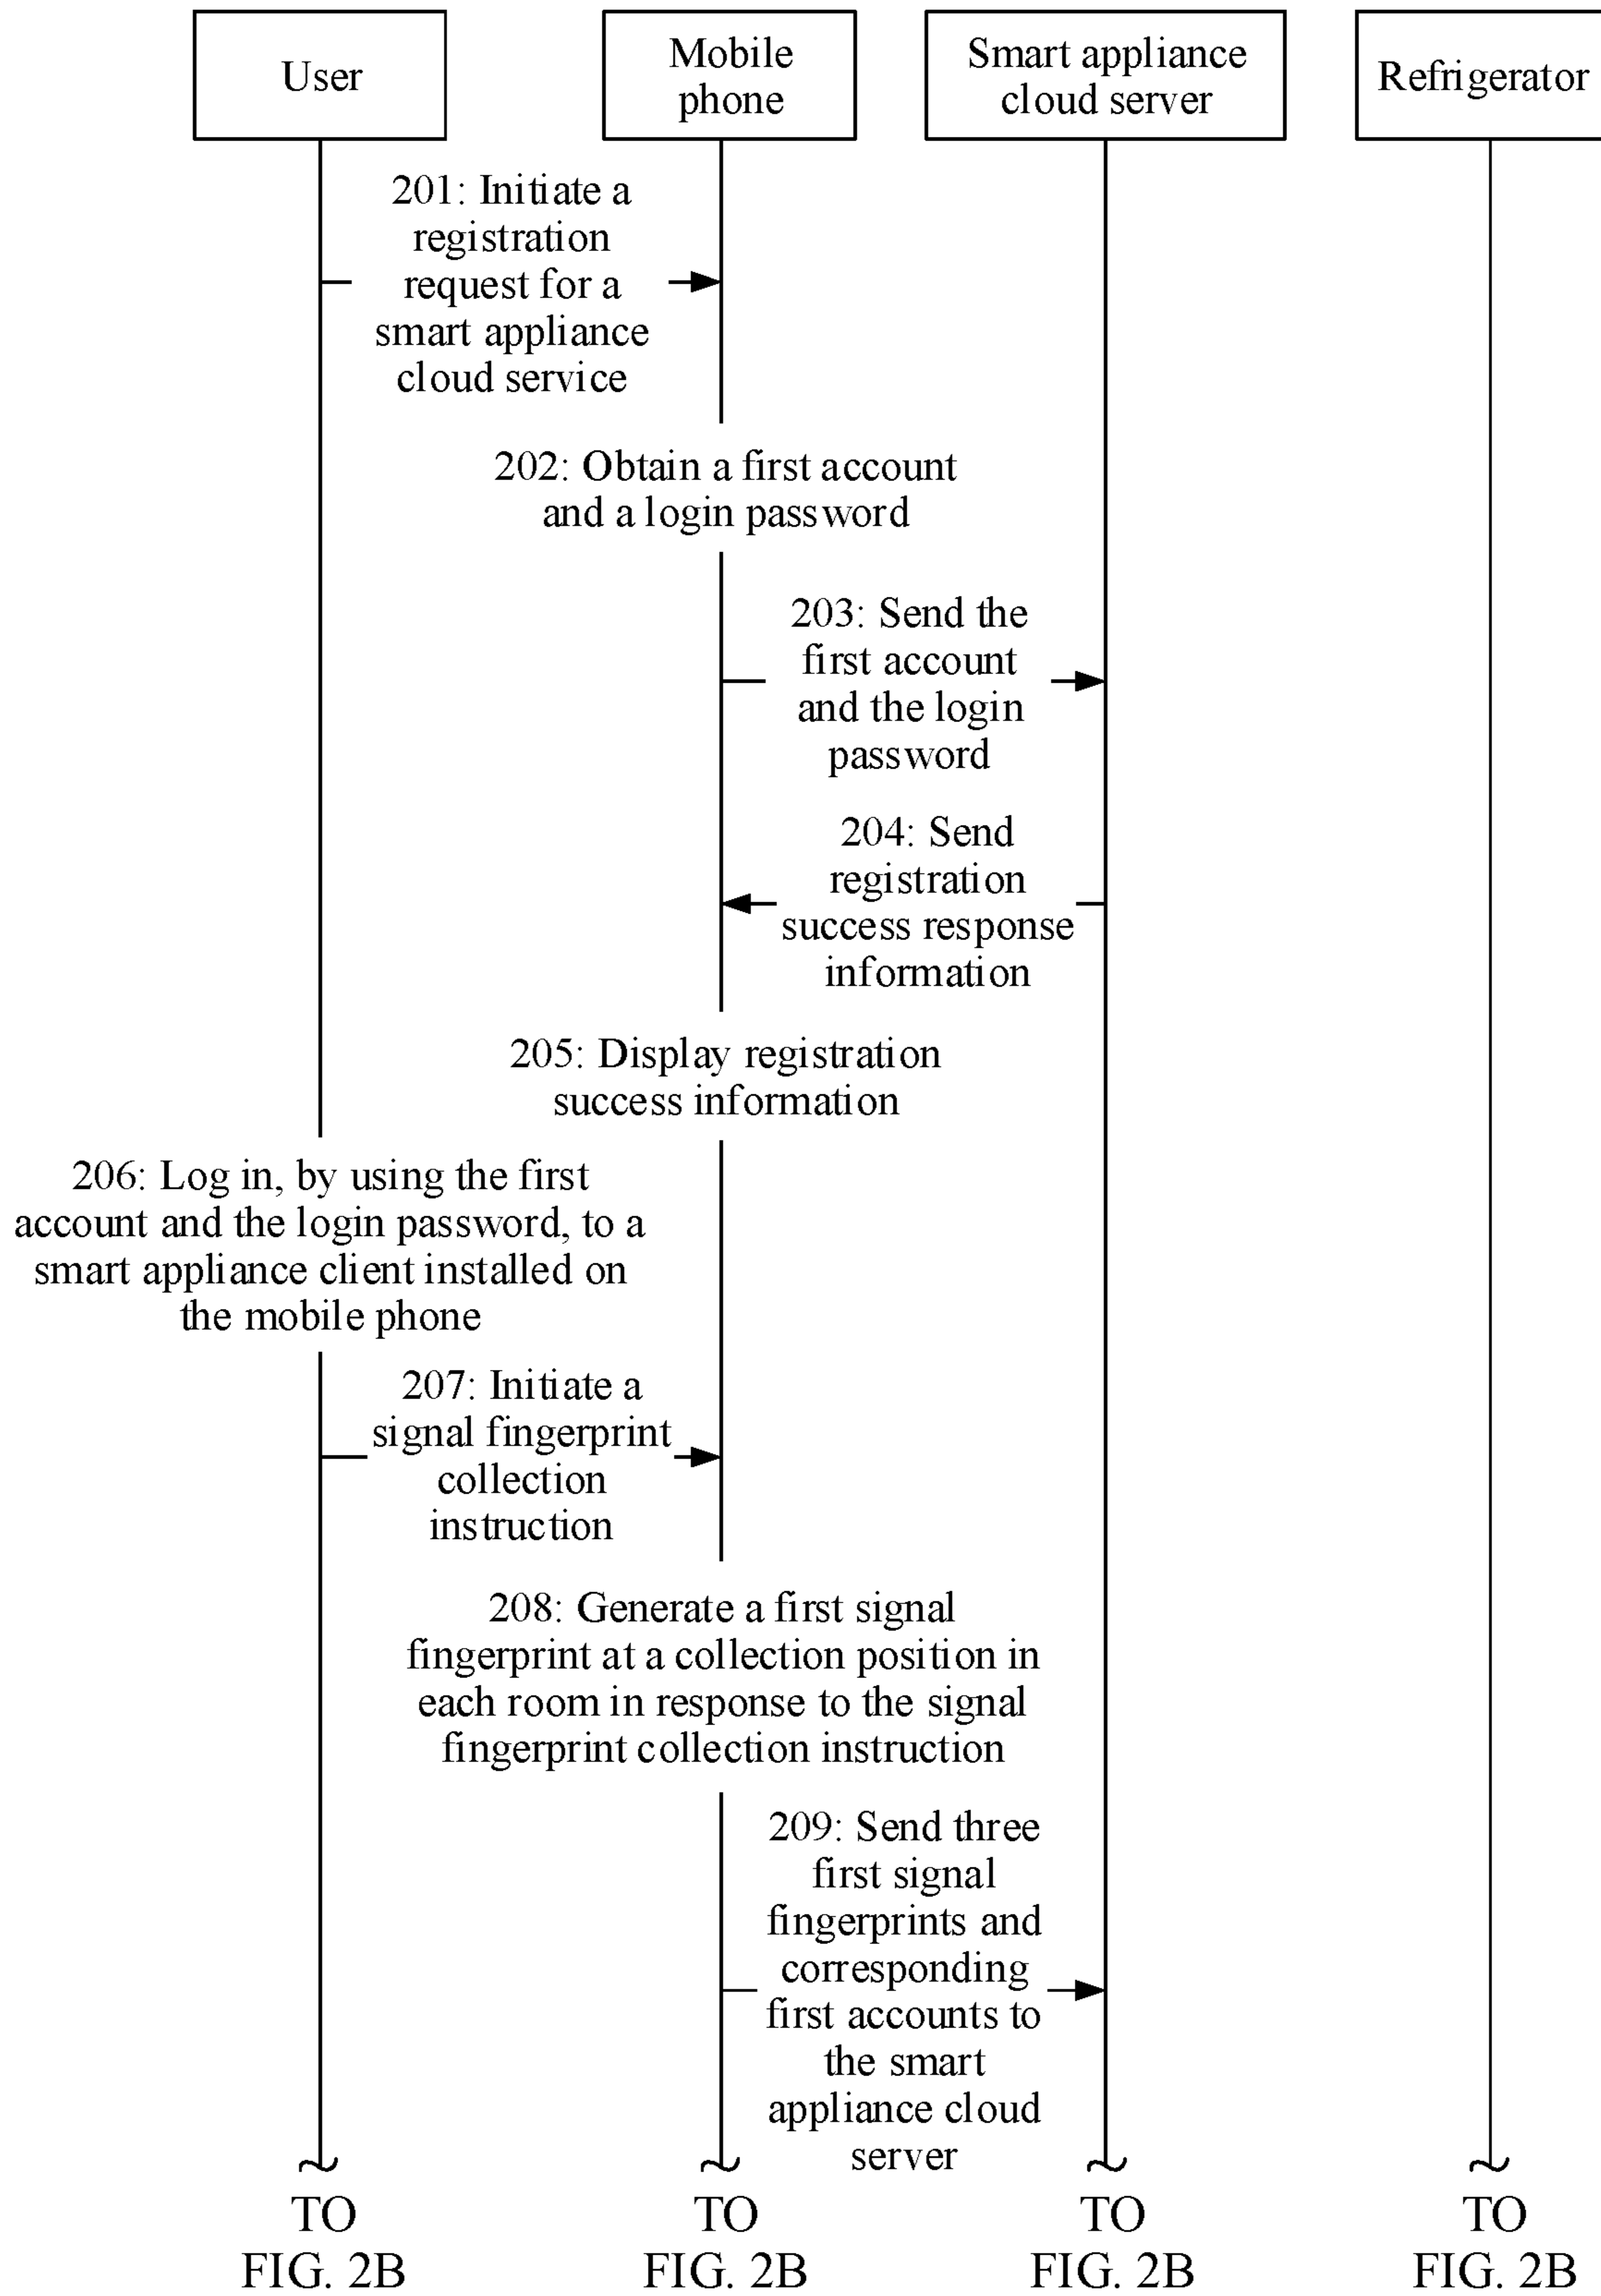 User
Mobile
phone
Smart appliance
cloud server
Refrigerator
201: Initiate a
registration
request for a
smart appliance
cloud service
202: Obtain a first account
and a login password
203: Send the
first account
and the login
password
204: Send
registration
success response
information
205: Display registration
success information
206: Log in, by using the first
account and the login password, to a
smart appliance client installed on
the mobile phone
207: Initiate a
signal fingerprint
collection
instruction
208: Generate a first signal
fingerprint at a collection position in
each room in response to the signal
fingerprint collection instruction
209: Send three
first signal
fingerprints and
corresponding
first accounts to
the smart
appliance cloud
server
TO
FIG. 2B
TO
FIG. 2B
TO
FIG. 2B
TO
FIG. 2B